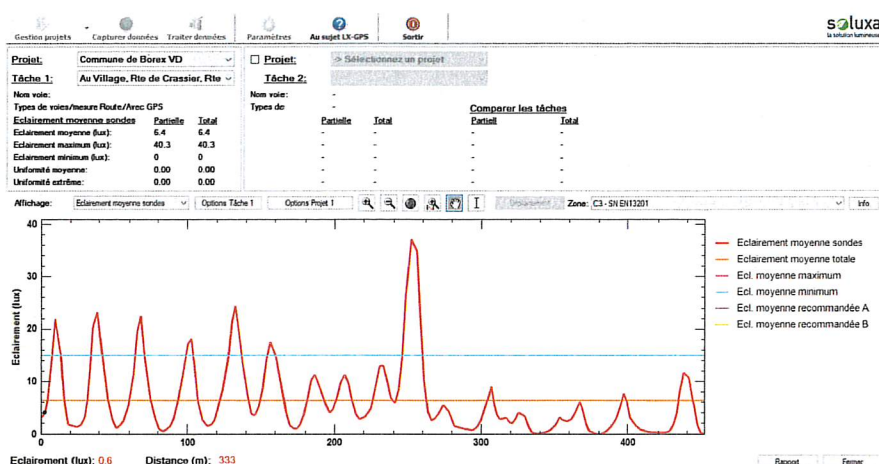 Gestion projets Capturer données Traiter données Paramètres Au sujet LX-GPS Sortir
soluxa
la solution lumineuse
Projet: Commune de Borex VD Projet: -> Sélectionnez un projet
Tâche 1: Au Village, Rte de Crassier, Rte Tâche 2:
Nom voie: Nom voie: -
Types de voies/mesure Route/Avec GPS Types de -
Comparer les tâches
Eclairement moyenne sondes Partielle Total Partielle Total Partiell Total
Eclairement moyenne (lux): 6.4 6.4 - - - -
Eclairement maximum (lux): 40.3 40.3 - - - -
Eclairement minimum (lux): 0 0 - - - -
Uniformité moyenne: 0.00 0.00 - - - -
Uniformité extrême: 0.00 0.00 - - - -
Affichage: Eclairement moyenne sondes Options Tâche 1 Options Projet 1 Zone: C3 - SN EN13201 Info
Eclairement (lux)
40
30
20
10
0
0 100 200 300 400
Eclairement moyenne sondes
Eclairement moyenne totale
Ecl. moyenne maximum
Ecl. moyenne minimum
Ecl. moyenne recommandée A
Ecl. moyenne recommandée B
Eclairement (lux): 0.6 Distance (m): 333 Rapport Fermer